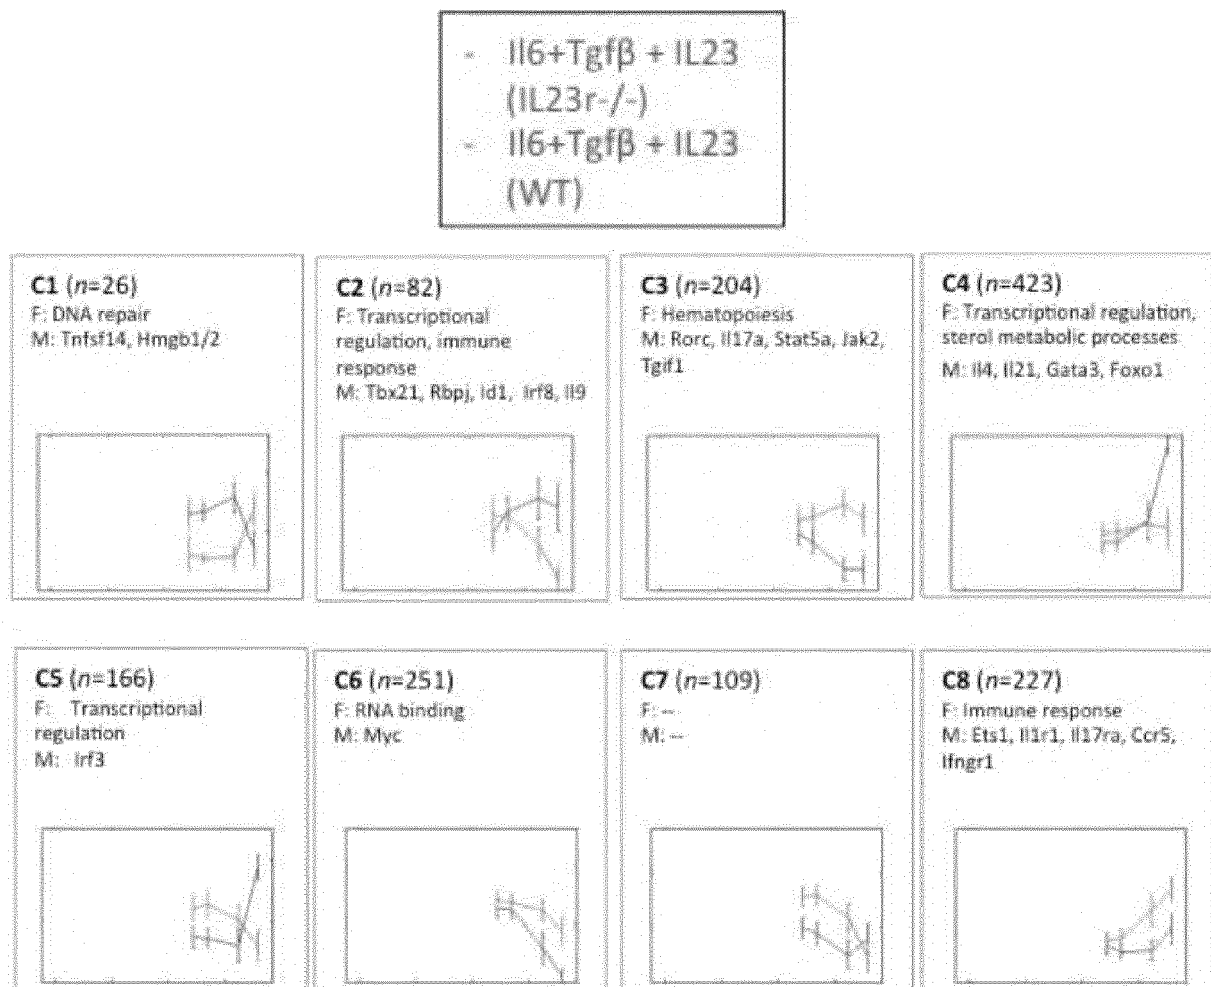 - Il6+Tgfβ + IL23
(IL23r-/-)
- Il6+Tgfβ + IL23
(WT)
C1 (n=26)
F: DNA repair
M: Tnfsf14, Hmgb1/2
C2 (n=82)
F: Transcriptional
regulation, immune
response
M: Tbx21, Rbpj, Id1, Irf8, Il9
C3 (n=204)
F: Hematopoiesis
M: Rorc, Il17a, Stat5a, Jak2,
Tgif1
C4 (n=423)
F: Transcriptional regulation,
sterol metabolic processes
M: Il4, Il21, Gata3, Foxo1
C5 (n=166)
F: Transcriptional
regulation
M: Irf3
C6 (n=251)
F: RNA binding
M: Myc
C7 (n=109)
F: --
M: --
C8 (n=227)
F: Immune response
M: Ets1, Il1r1, Il17ra, Ccr5,
Ifngr1